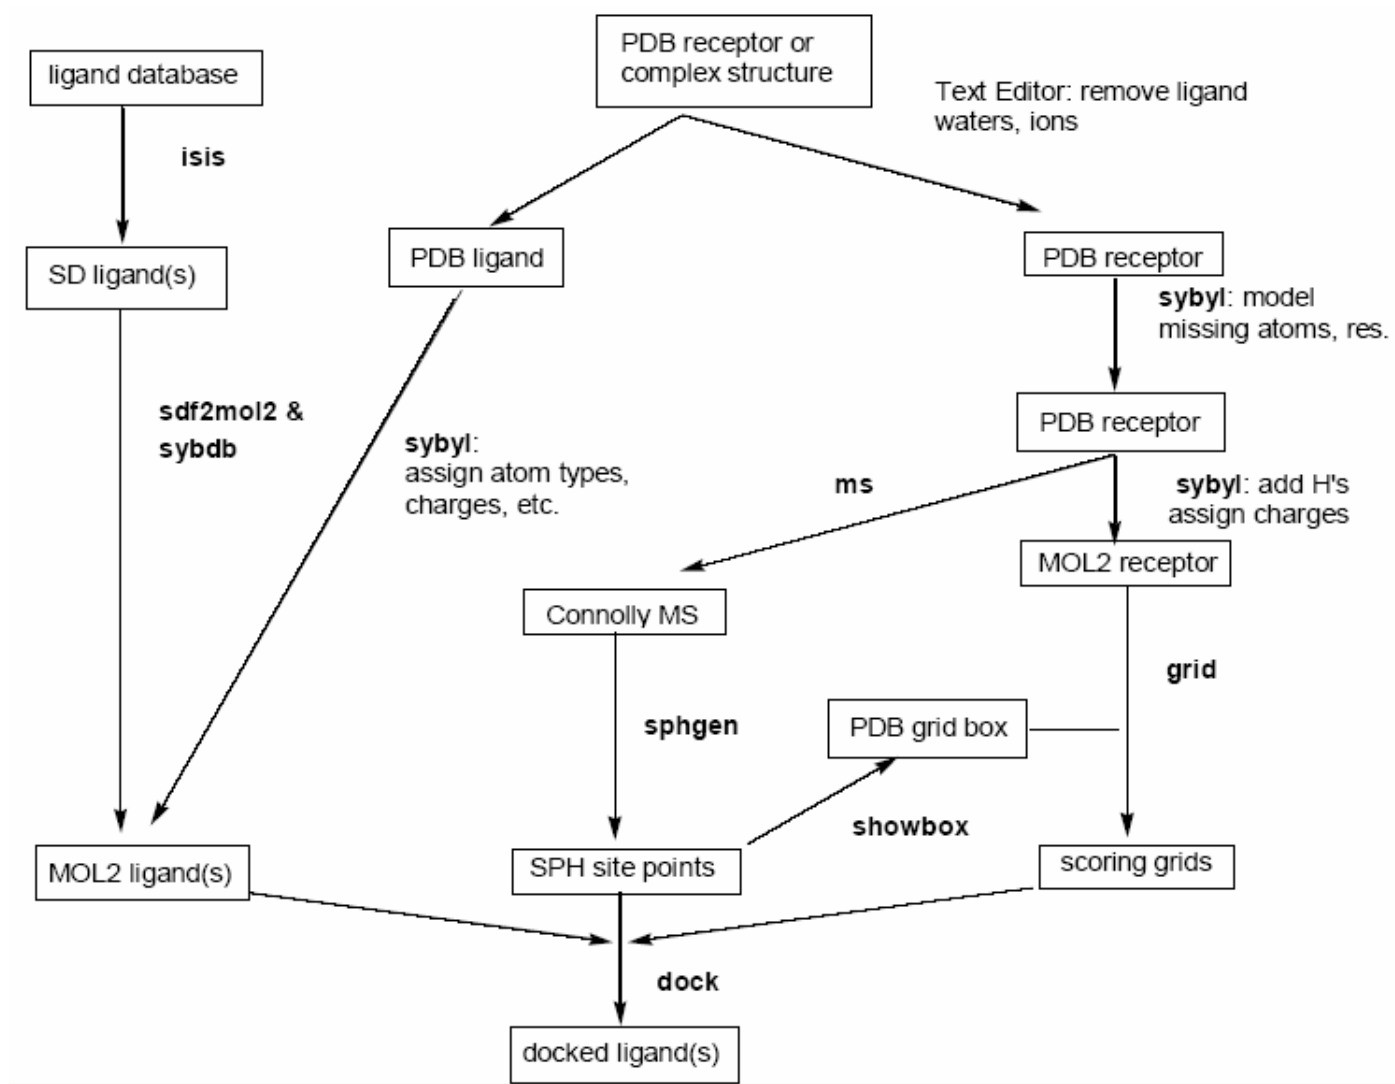 PDB receptor or
complex structure
ligand database
Text Editor: remove ligand
waters, ions
isis
PDB ligand
PDB receptor
SD ligand(s)
sybyl: model
missing atoms, res.
sdf2mol2 &
sybdb
PDB receptor
sybyl:
assign atom types,
charges, etc.
ms
sybyl: add H's
assign charges
MOL2 receptor
Connolly MS
grid
sphgen
PDB grid box
showbox
MOL2 ligand(s)
SPH site points
scoring grids
dock
docked ligand(s)